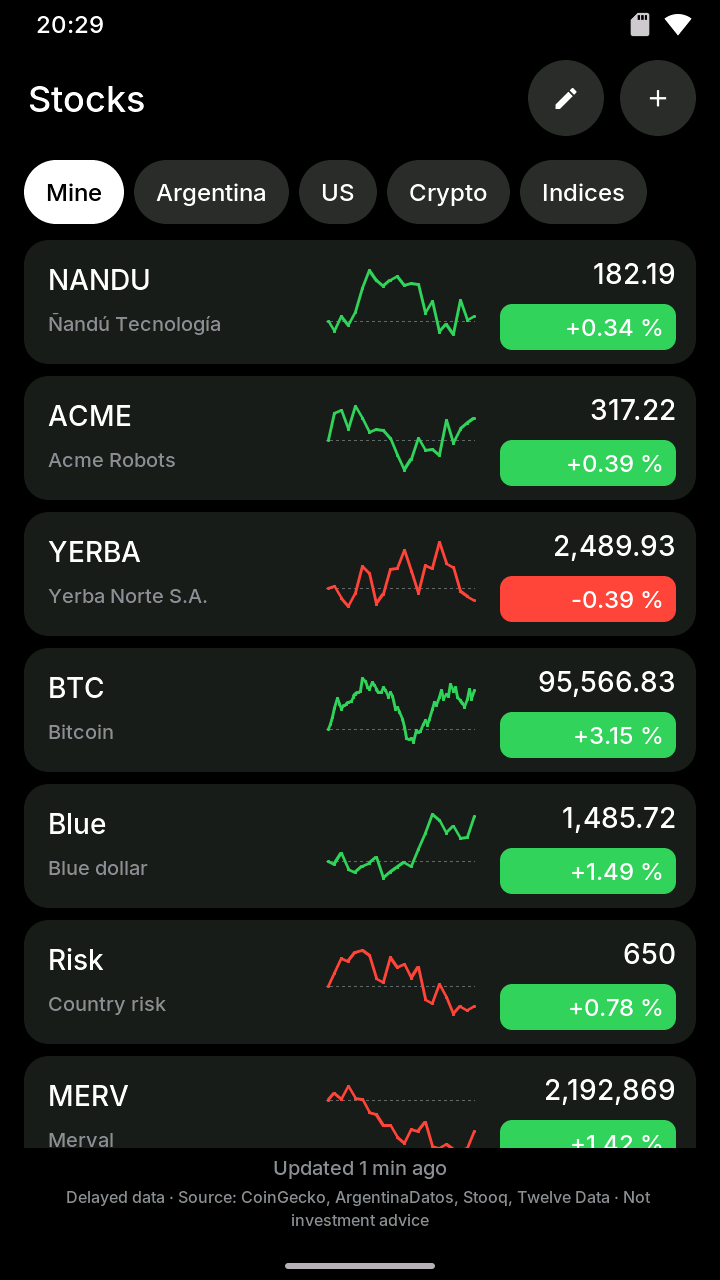 20:29
Stocks
Mine
Argentina
US
Crypto
Indices
NANDU
182.19
Ñandú Tecnología
+0.34 %
ACME
317.22
Acme Robots
+0.39 %
YERBA
2,489.93
Yerba Norte S.A.
-0.39 %
BTC
95,566.83
Bitcoin
+3.15 %
Blue
1,485.72
Blue dollar
+1.49 %
Risk
650
Country risk
+0.78 %
MERV
2,192,869
Merval
+1.42 %
Updated 1 min ago
Delayed data · Source: CoinGecko, ArgentinaDatos, Stooq, Twelve Data · Not
investment advice